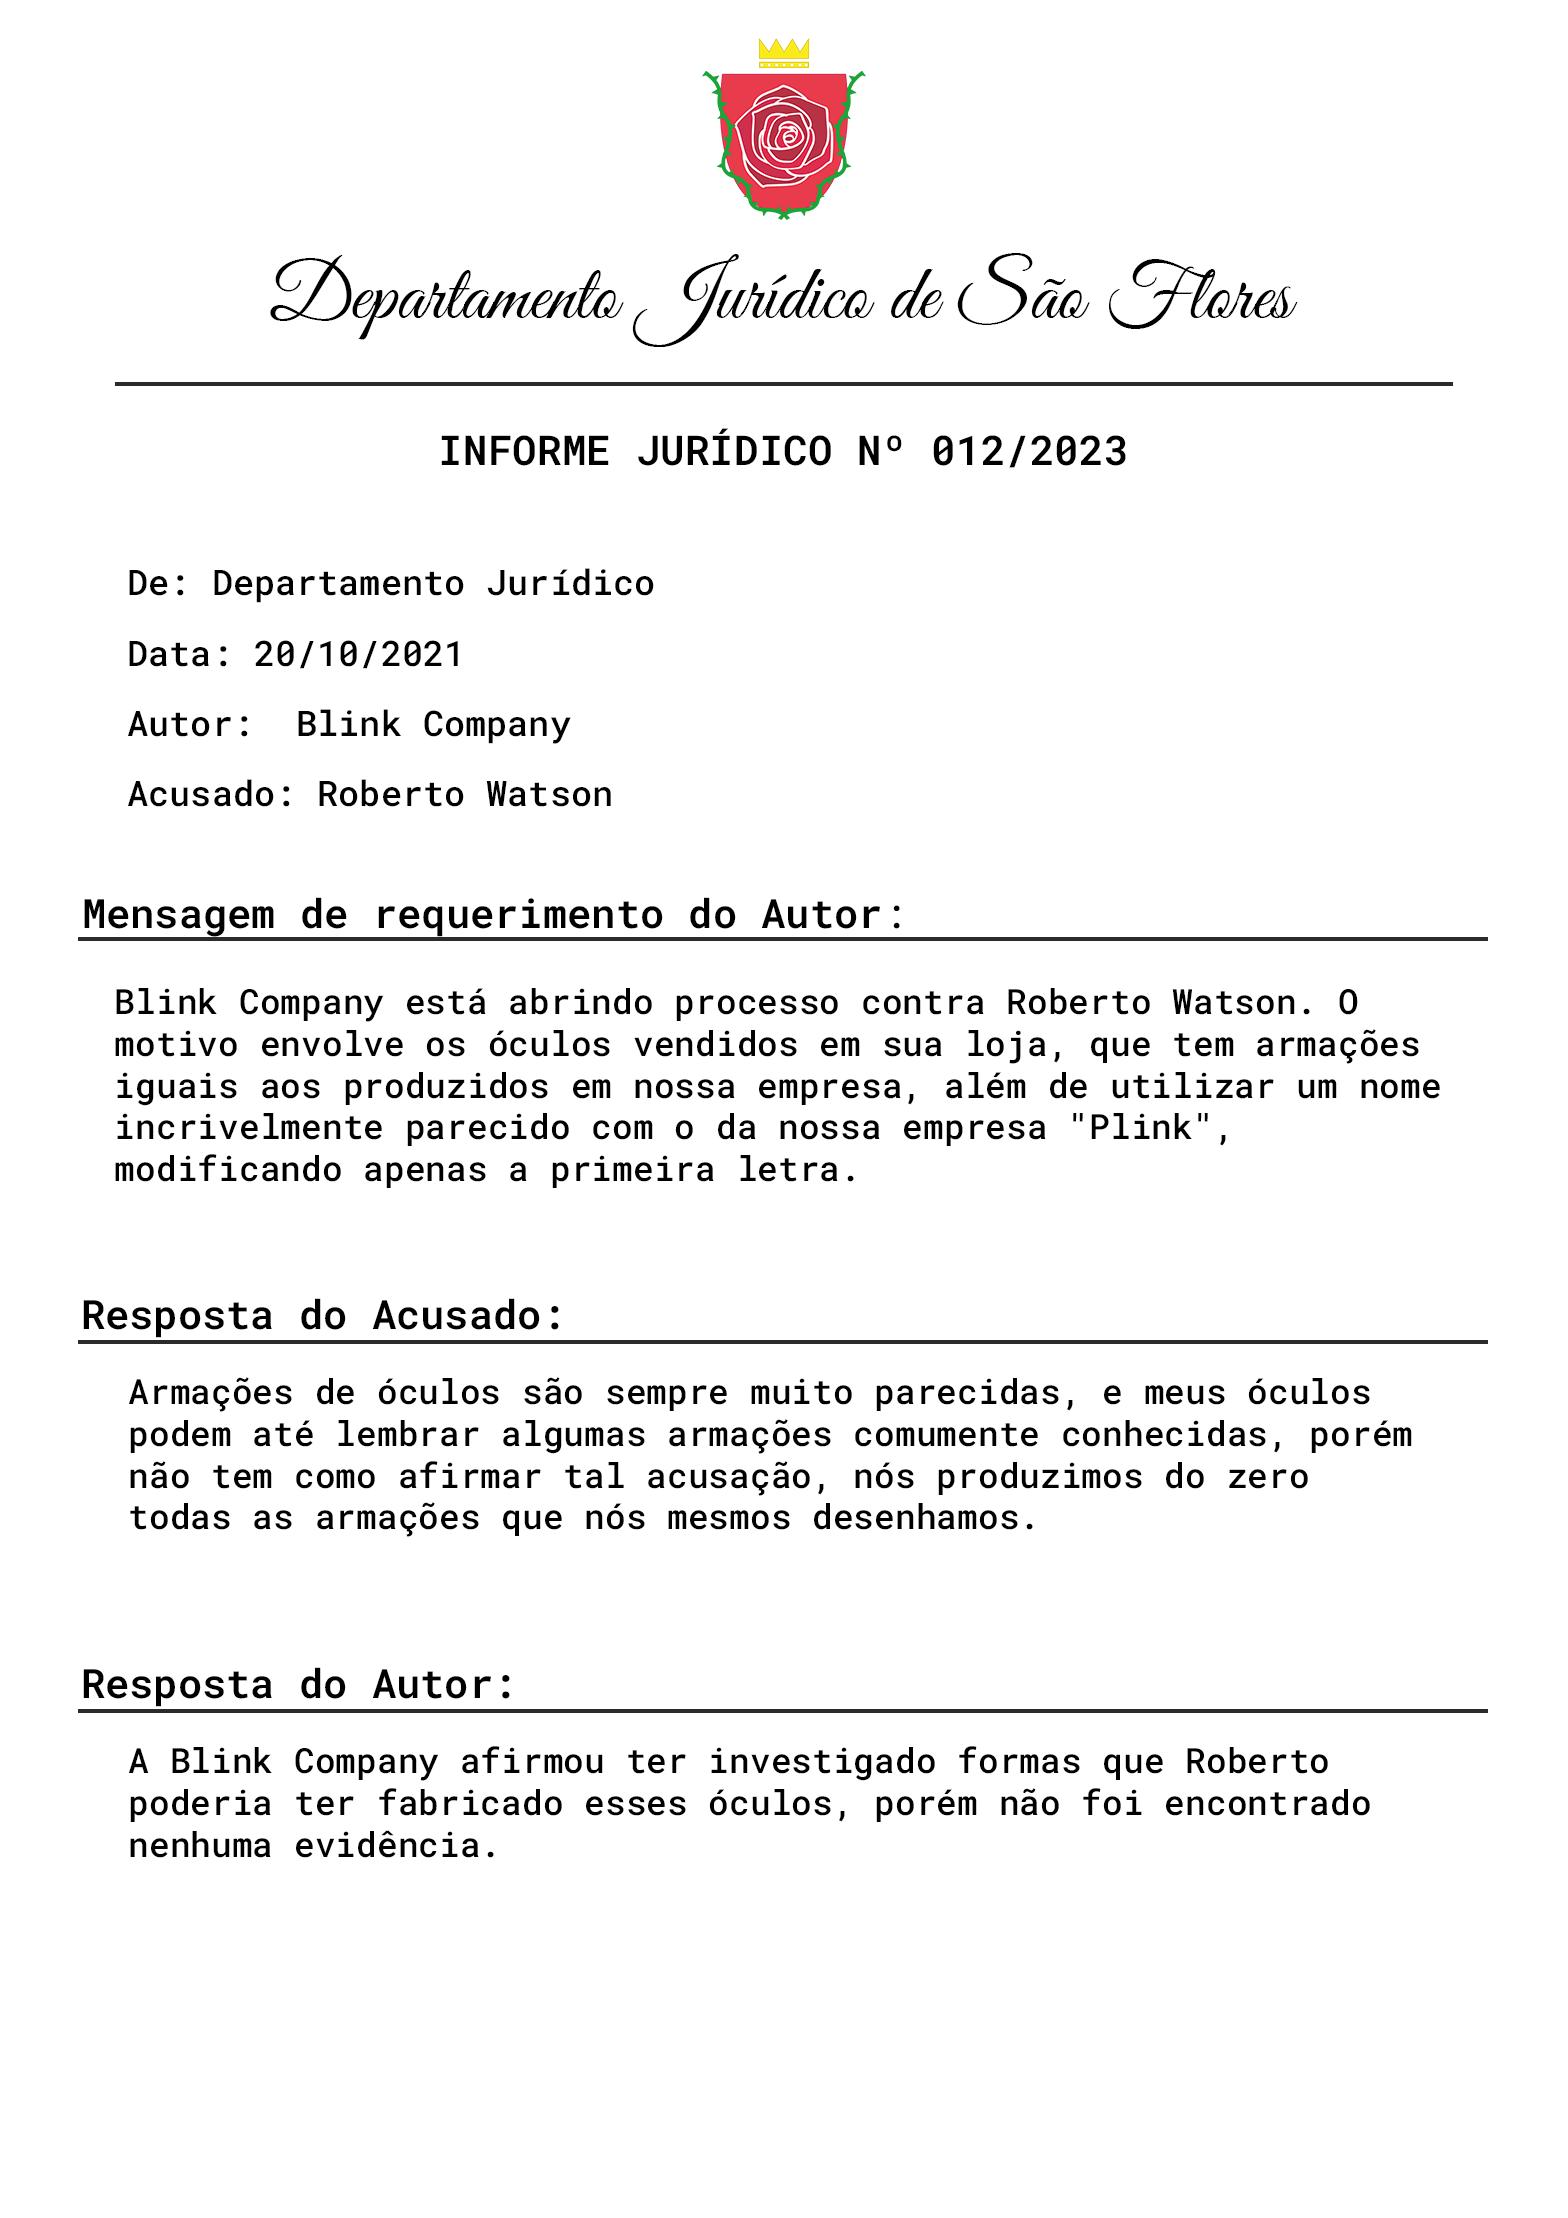 Departamento Jurídico de São Flores
INFORME JURÍDICO Nº 012/2023
De: Departamento Jurídico
Data: 20/10/2021
Autor:  Blink Company
Acusado: Roberto Watson
Mensagem de requerimento do Autor:
Blink Company está abrindo processo contra Roberto Watson. O
motivo envolve os óculos vendidos em sua loja, que tem armações
iguais aos produzidos em nossa empresa, além de utilizar um nome
incrivelmente parecido com o da nossa empresa "Plink",
modificando apenas a primeira letra.
Resposta do Acusado:
Armações de óculos são sempre muito parecidas, e meus óculos
podem até lembrar algumas armações comumente conhecidas, porém
não tem como afirmar tal acusação, nós produzimos do zero
todas as armações que nós mesmos desenhamos.
Resposta do Autor:
A Blink Company afirmou ter investigado formas que Roberto
poderia ter fabricado esses óculos, porém não foi encontrado
nenhuma evidência.